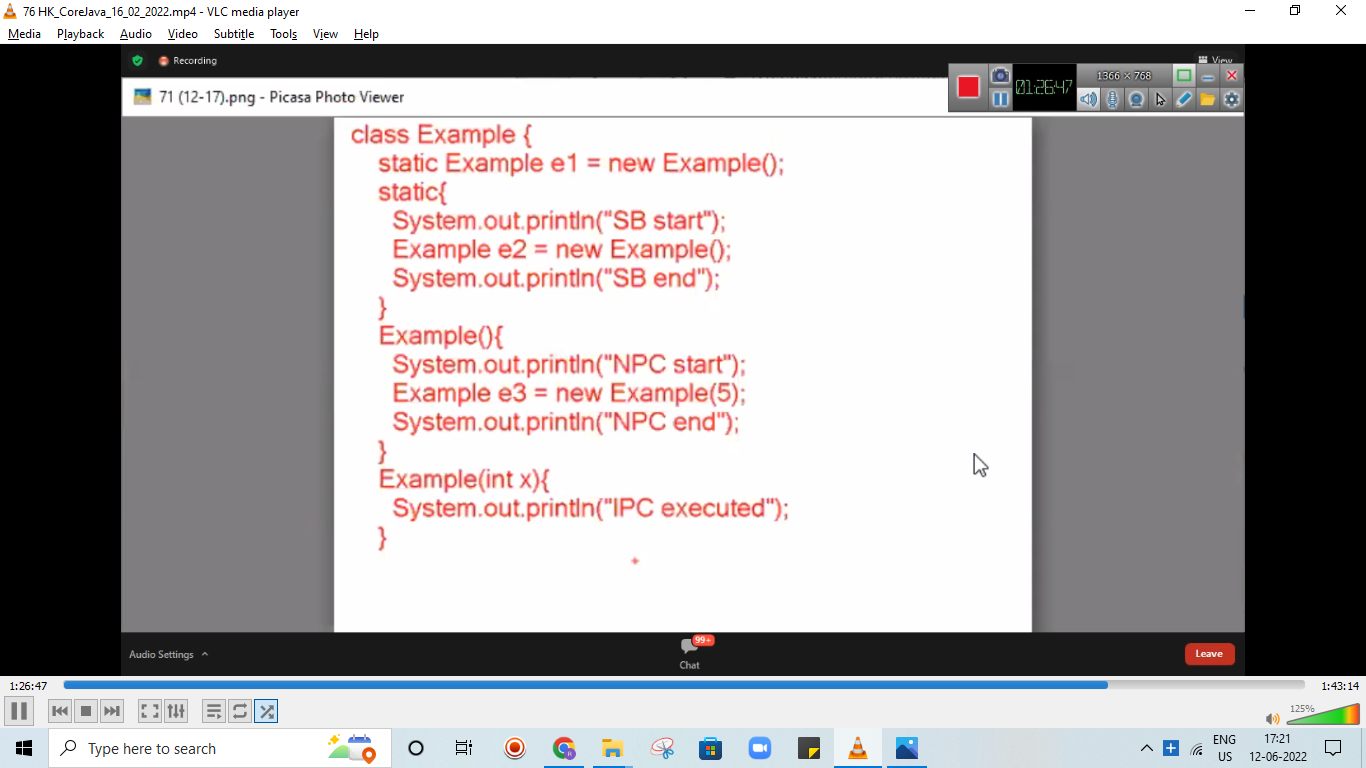 76 HK_CoreJava_16_02_2022.mp4 - VLC media player
Media Playback Audio Video Subtitle Tools View Help
Recording
View
01:26:47
1366 × 768
71 (12-17).png - Picasa Photo Viewer
class Example {
static Example e1 = new Example();
static{
System.out.println("SB start");
Example e2 = new Example();
System.out.println("SB end");
}
Example(){
System.out.println("NPC start");
Example e3 = new Example(5);
System.out.println("NPC end");
}
Example(int x){
System.out.println("IPC executed");
}
Audio Settings
99+
Chat
Leave
1:26:47
1:43:14
125%
Type here to search
ENG
US
17:21
12-06-2022